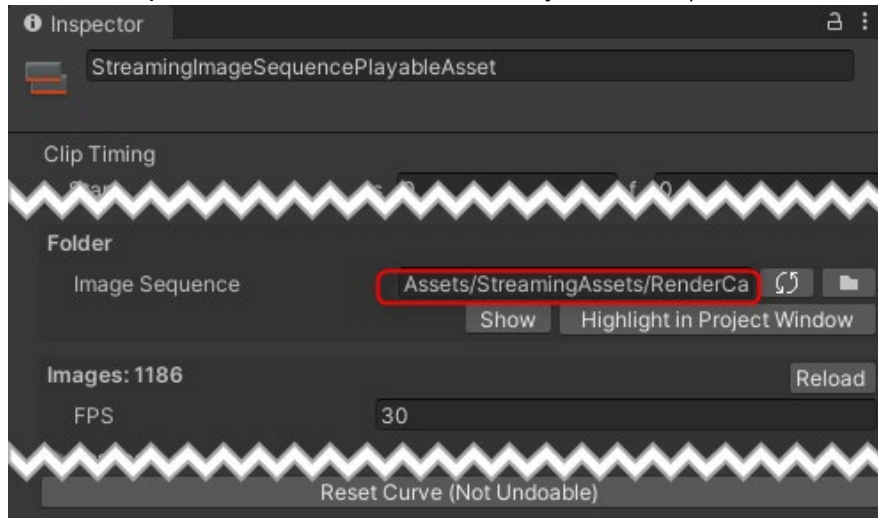 Inspector
StreamingImageSequencePlayableAsset
Clip Timing
Folder
Image Sequence Assets/StreamingAssets/RenderCa
Show Highlight in Project Window
Images: 1186 Reload
FPS 30
Reset Curve (Not Undoable)